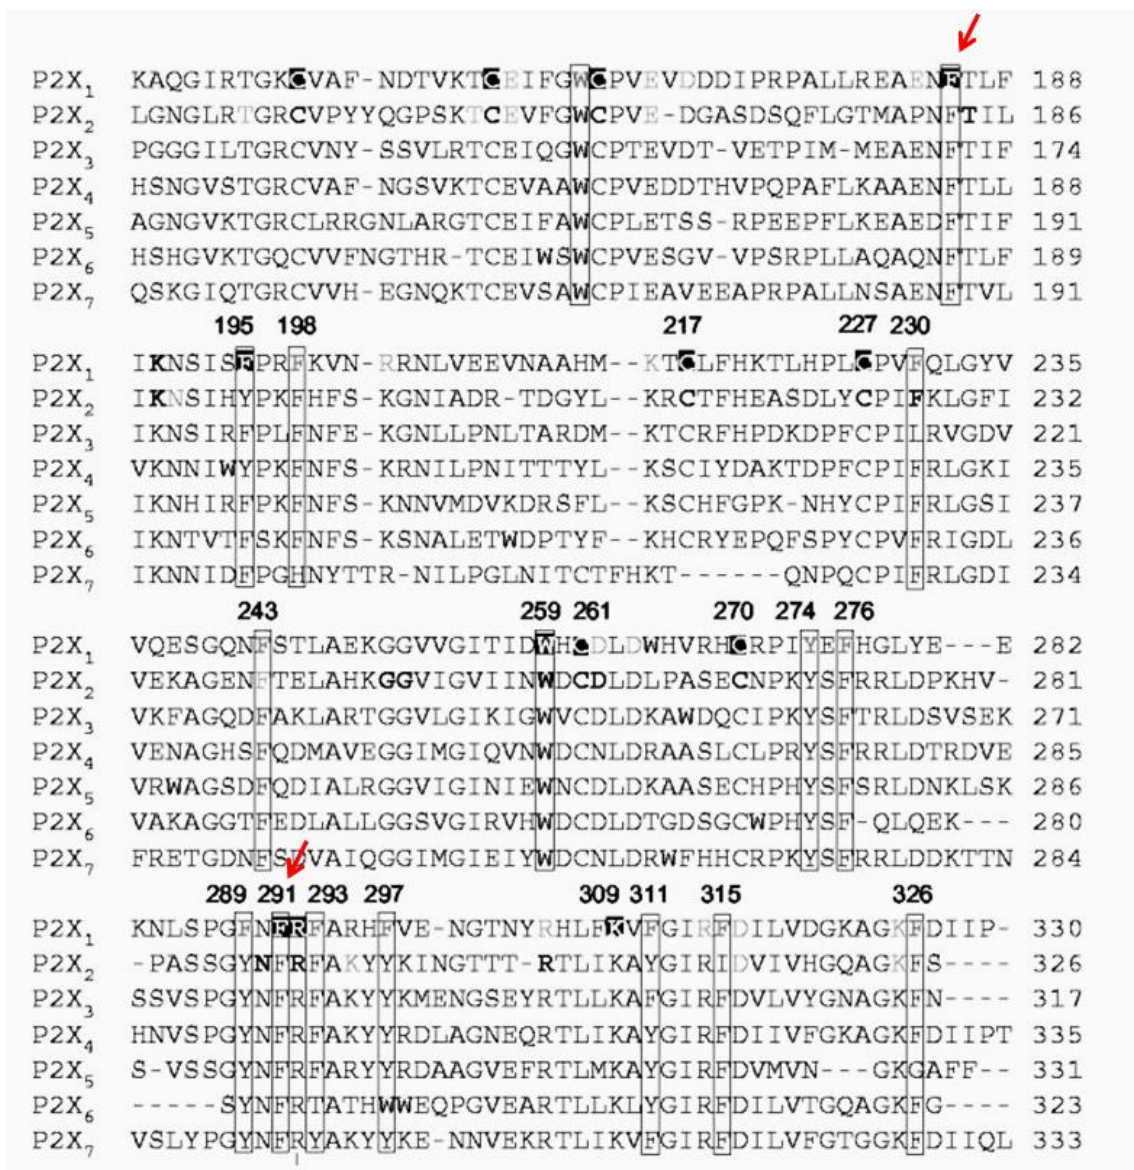 P2X1 KAQGIRTGKCVAF-NDTVKTCEIFGWCPVEVDDDIPRPALLREAENFTLF 188
P2X2 LGNGLRTGRCVPYYQGPSKTCEVFGWCPVE-DGASDSQFLGTMAPNFTIL 186
P2X3 PGGGILTGRCVNY-SSVLRTCEIQGWCPTEVDT-VETPIM-MEAENFTIF 174
P2X4 HSNGVSTGRCVAF-NGSVKTCEVAAWCPVEDDTHVPQPAFLKAAENFTLL 188
P2X5 AGNGVKTGRCLRRGNLARGTCEIFAWCPLETSS-RPEEPFLKEAEDFTIF 191
P2X6 HSHGVKTGQCVVFNGTHR-TCEIWSWCPVESGV-VPSRPLLAQAQNFTLF 189
P2X7 QSKGIQTGRCVVH-EGNQKTCEVSAWCPIEAVEEAPRPALLNSAENFTVL 191
195 198 217 227 230
P2X1 IKNSISFPRFKVN-RRNLVEEVNAAHM--KTCLFHKTLHPLCPVFQLGYV 235
P2X2 IKNSIHYPKFHFS-KGNIADR-TDGYL--KRCTFHEASDLYCPIFKLGFI 232
P2X3 IKNSIRFPLFNFE-KGNLLPNLTARDM--KTCRFHPDKDPFCPILRVGDV 221
P2X4 VKNNIWYPKFNFS-KRNILPNITTTYL--KSCIYDAKTDPFCPIFRLGKI 235
P2X5 IKNHIRFPKFNFS-KNNVMDVKDRSFL--KSCHFGPK-NHYCPIFRLGSI 237
P2X6 IKNTVTFSKFNFS-KSNALETWDPTYF--KHCRYEPQFSPYCPVFRIGDL 236
P2X7 IKNNIDFPGHNYTTR-NILPGLNITCTFHKT------QNPQCPIFRLGDI 234
243 259 261 270 274 276
P2X1 VQESGQNFSTLAEKGGVVGITIDWHCDLDWHVRHCRPIYEFHGLYE---E 282
P2X2 VEKAGENFTELAHKGGVIGVIINWDCDLDLPASECNPKYSFRRLDPKHV- 281
P2X3 VKFAGQDFAKLARTGGVLGIKIGWVCDLDKAWDQCIPKYSFTRLDSVSEK 271
P2X4 VENAGHSFQDMAVEGGIMGIQVNWDCNLDRAASLCLPRYSFRRLDTRDVE 285
P2X5 VRWAGSDFQDIALRGGVIGINIEWNCDLDKAASECHPHYSFSRLDNKLSK 286
P2X6 VAKAGGTFEDLALLGGSVGIRVHWDCDLDTGDSGCWPHYSF-QLQEK--- 280
P2X7 FRETGDNFSDVAIQGGIMGIEIYWDCNLDRWFHHCRPKYSFRRLDDKTTN 284
289 291 293 297 309 311 315 326
P2X1 KNLSPGFNFRFARHFVE-NGTNYRHLFKVFGIRFDILVDGKAGKFDIIP- 330
P2X2 -PASSGYNFRFAKYYKINGTTT-RTLIKAYGIRIDVIVHGQAGKFS---- 326
P2X3 SSVSPGYNFRFAKYYKMENGSEYRTLLKAFGIRFDVLVYGNAGKFN---- 317
P2X4 HNVSPGYNFRFAKYYRDLAGNEQRTLIKAYGIRFDIIVFGKAGKFDIIPT 335
P2X5 S-VSSGYNFRFARYYRDAAGVEFRTLMKAYGIRFDVMVN---GKGAFF-- 331
P2X6 -----SYNFRTATHWWEQPGVEARTLLKLYGIRFDILVTGQAGKFG---- 323
P2X7 VSLYPGYNFRYAKYYKE-NNVEKRTLIKVFGIRFDILVFGTGGKFDIIQL 333